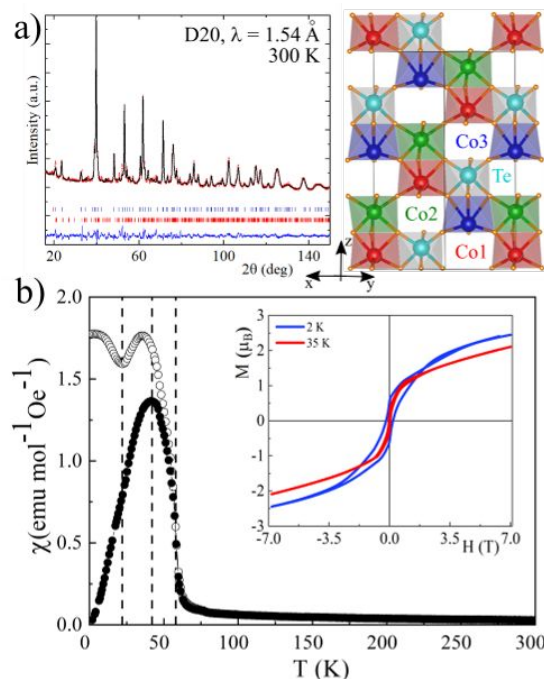 a)
D20, λ = 1.54 Å
300 K
Intensity (a.u.)
20 40 60 80 100 120 140
2θ (deg)
Co3
Te
Co2
Co1
z
x y
b)
2.0
1.5
1.0
0.5
0.0
χ(emu mol⁻¹Oe⁻¹)
0 50 100 150 200 250 300
T (K)
2 K
35 K
M (μB)
3
2
1
0
-1
-2
-3
-7.0 -3.5 0.0 3.5 7.0
H (T)